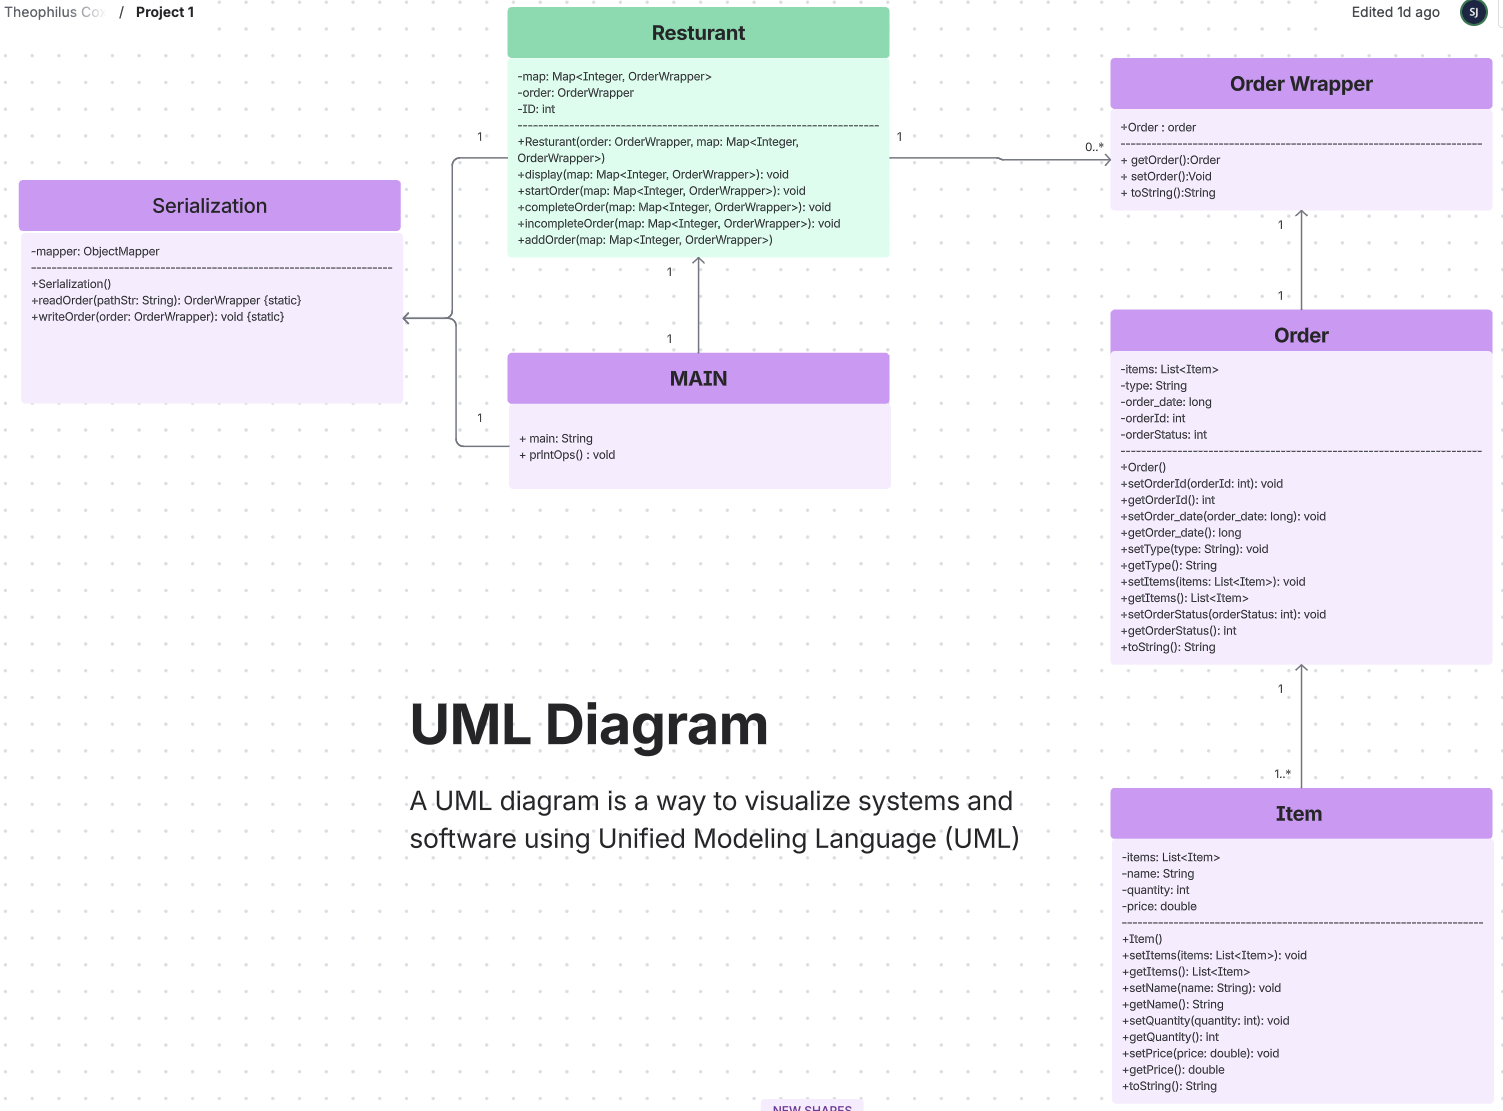 Theophilus Cox / Project 1
Edited 1d ago
SJ
Resturant
-map: Map<Integer, OrderWrapper>
-order: OrderWrapper
-ID: int
--------------------------------------------------------------------
+Resturant(order: OrderWrapper, map: Map<Integer,
OrderWrapper>)
+display(map: Map<Integer, OrderWrapper>): void
+startOrder(map: Map<Integer, OrderWrapper>): void
+completeOrder(map: Map<Integer, OrderWrapper>): void
+incompleteOrder(map: Map<Integer, OrderWrapper>): void
+addOrder(map: Map<Integer, OrderWrapper>)
1
1
0..*
Order Wrapper
+Order : order
--------------------------------------------------------------------
+ getOrder():Order
+ setOrder():Void
+ toString():String
Serialization
-mapper: ObjectMapper
--------------------------------------------------------------------
+Serialization()
+readOrder(pathStr: String): OrderWrapper {static}
+writeOrder(order: OrderWrapper): void {static}
1
1
1
1
1
MAIN
+ main: String
+ printOps() : void
Order
-items: List<Item>
-type: String
-order_date: long
-orderId: int
-orderStatus: int
--------------------------------------------------------------------
+Order()
+setOrderId(orderId: int): void
+getOrderId(): int
+setOrder_date(order_date: long): void
+getOrder_date(): long
+setType(type: String): void
+getType(): String
+setItems(items: List<Item>): void
+getItems(): List<Item>
+setOrderStatus(orderStatus: int): void
+getOrderStatus(): int
+toString(): String
1
1..*
UML Diagram
A UML diagram is a way to visualize systems and
software using Unified Modeling Language (UML)
Item
-items: List<Item>
-name: String
-quantity: int
-price: double
--------------------------------------------------------------------
+Item()
+setItems(items: List<Item>): void
+getItems(): List<Item>
+setName(name: String): void
+getName(): String
+setQuantity(quantity: int): void
+getQuantity(): int
+setPrice(price: double): void
+getPrice(): double
+toString(): String
NEW SHAPES